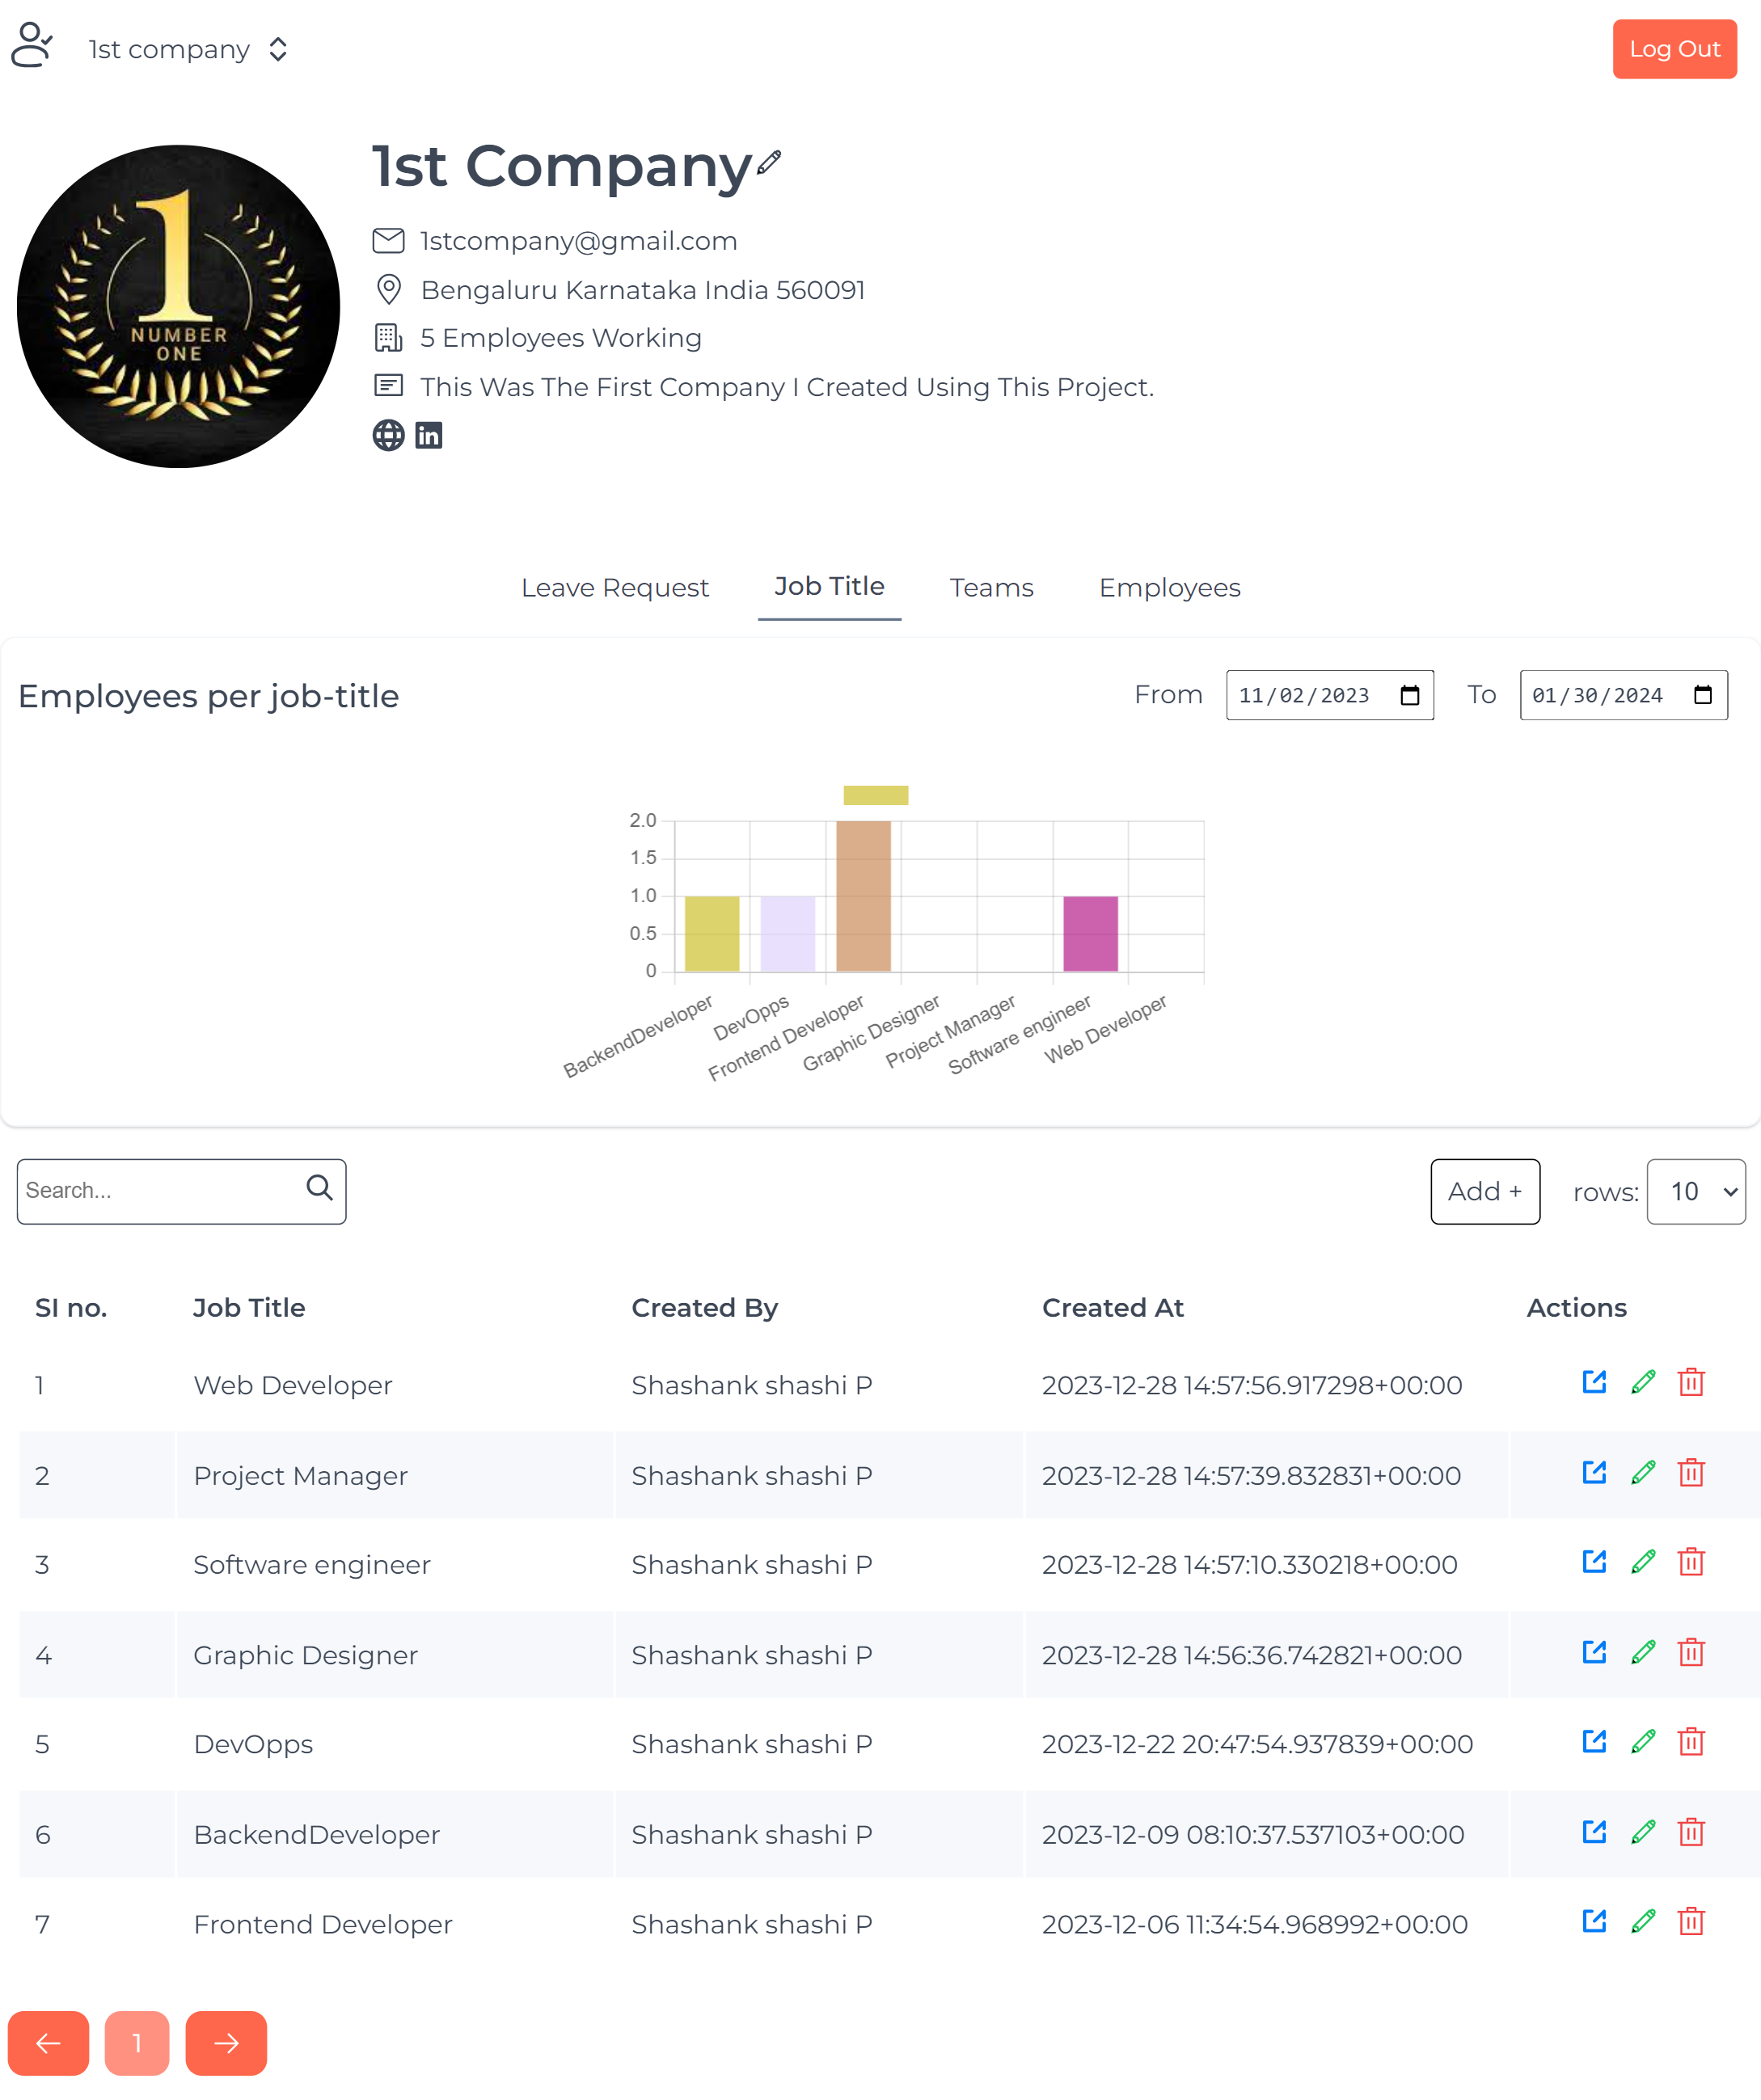 1st company
Log Out
1
NUMBER
ONE
1st Company
1stcompany@gmail.com
Bengaluru Karnataka India 560091
5 Employees Working
This Was The First Company I Created Using This Project.
in
Leave Request Job Title Teams Employees
Employees per job-title From 11/02/2023 To 01/30/2024
2.0
1.5
1.0
0.5
0
BackendDeveloper DevOpps Frontend Developer Graphic Designer Project Manager Software engineer Web Developer
Search... Add + rows: 10
SI no. Job Title Created By Created At Actions
1 Web Developer Shashank shashi P 2023-12-28 14:57:56.917298+00:00
2 Project Manager Shashank shashi P 2023-12-28 14:57:39.832831+00:00
3 Software engineer Shashank shashi P 2023-12-28 14:57:10.330218+00:00
4 Graphic Designer Shashank shashi P 2023-12-28 14:56:36.742821+00:00
5 DevOpps Shashank shashi P 2023-12-22 20:47:54.937839+00:00
6 BackendDeveloper Shashank shashi P 2023-12-09 08:10:37.537103+00:00
7 Frontend Developer Shashank shashi P 2023-12-06 11:34:54.968992+00:00
1